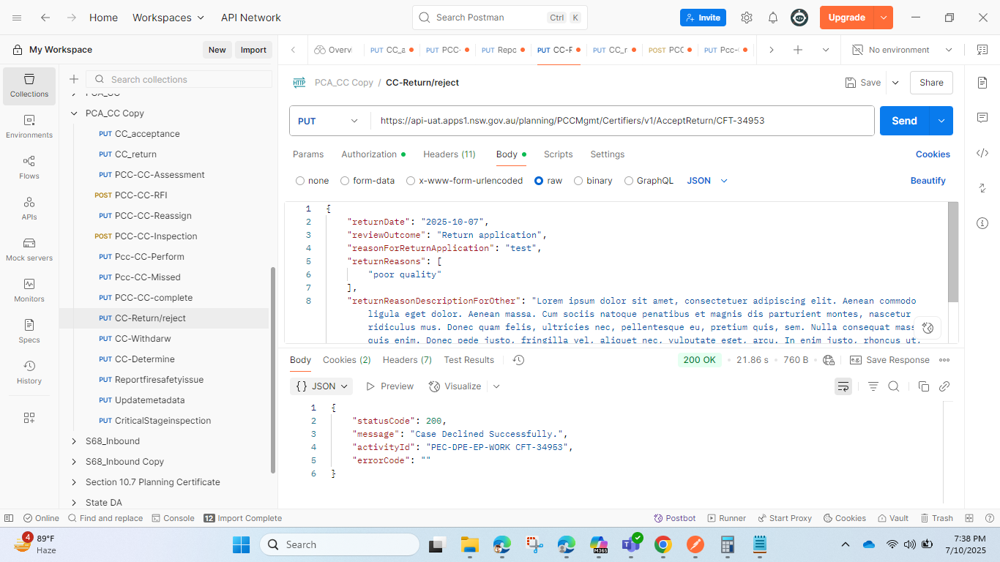 Home
Workspaces
API Network
Search Postman
Ctrl
K
Invite
Upgrade
My Workspace
New
Import
Overvi
PUT CC_a
PUT PCC-
PUT Repo
PUT CC-F
PUT CC_r
POST PCC
PUT Pcc-
No environment
Collections
Environments
Flows
APIs
Mock servers
Monitors
Specs
History
Search collections
PCA_CC
PCA_CC Copy
PUT CC_acceptance
PUT CC_return
PUT PCC-CC-Assessment
POST PCC-CC-RFI
PUT PCC-CC-Reassign
POST PCC-CC-Inspection
PUT Pcc-CC-Perform
PUT Pcc-CC-Missed
PUT PCC-CC-complete
PUT CC-Return/reject
PUT CC-Withdarw
PUT CC-Determine
PUT Reportfiresafetyissue
PUT Updatemetadata
PUT CriticalStageinspection
S68_Inbound
S68_Inbound Copy
Section 10.7 Planning Certificate
State DA
HTTP
PCA_CC Copy / CC-Return/reject
Save
Share
PUT
https://api-uat.apps1.nsw.gov.au/planning/PCCMgmt/Certifiers/v1/AcceptReturn/CFT-34953
Send
Params
Authorization
Headers (11)
Body
Scripts
Settings
Cookies
none
form-data
x-www-form-urlencoded
raw
binary
GraphQL
JSON
Beautify
1 {
2 "returnDate": "2025-10-07",
3 "reviewOutcome": "Return application",
4 "reasonForReturnApplication": "test",
5 "returnReasons": [
6 "poor quality"
7 ],
8 "returnReasonDescriptionForOther": "Lorem ipsum dolor sit amet, consectetuer adipiscing elit. Aenean commodo
ligula eget dolor. Aenean massa. Cum sociis natoque penatibus et magnis dis parturient montes, nascetur
ridiculus mus. Donec quam felis, ultricies nec, pellentesque eu, pretium quis, sem. Nulla consequat mass
quis enim. Donec pede justo, fringilla vel, aliquet nec, vulputate eget, arcu. In enim justo, rhoncus ut,
Body
Cookies (2)
Headers (7)
Test Results
200 OK
21.86 s
760 B
e.g.
Save Response
{} JSON
Preview
Visualize
1 {
2 "statusCode": 200,
3 "message": "Case Declined Successfully.",
4 "activityId": "PEC-DPE-EP-WORK CFT-34953",
5 "errorCode": ""
6 }
Online
Find and replace
Console
12 Import Complete
Postbot
Runner
Start Proxy
Cookies
Vault
Trash
4
89°F
Haze
Search
M365
7:38 PM
7/10/2025